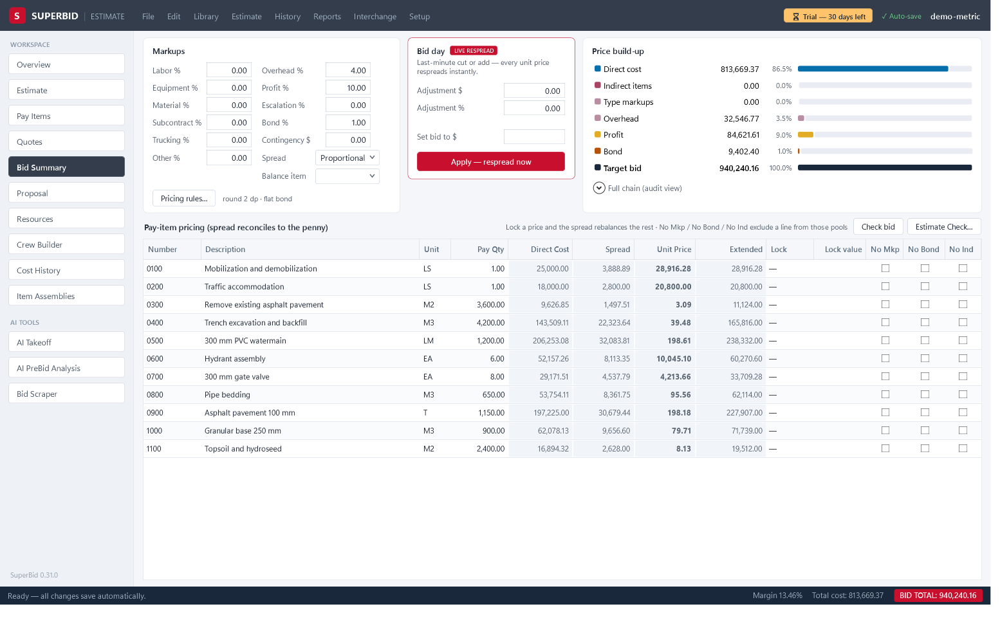 S SUPERBID | ESTIMATE File Edit Library Estimate History Reports Interchange Setup Trial — 30 days left ✓ Auto-save demo-metric
WORKSPACE
Overview
Estimate
Pay Items
Quotes
Bid Summary
Proposal
Resources
Crew Builder
Cost History
Item Assemblies
AI TOOLS
AI Takeoff
AI PreBid Analysis
Bid Scraper
SuperBid 0.31.0
Markups
Labor % 0.00 Overhead % 4.00
Equipment % 0.00 Profit % 10.00
Material % 0.00 Escalation % 0.00
Subcontract % 0.00 Bond % 1.00
Trucking % 0.00 Contingency $ 0.00
Other % 0.00 Spread Proportional
Balance item
Pricing rules... round 2 dp · flat bond
Bid day LIVE RESPREAD
Last-minute cut or add — every unit price
respreads instantly.
Adjustment $ 0.00
Adjustment % 0.00
Set bid to $
Apply — respread now
Price build-up
Direct cost 813,669.37 86.5%
Indirect items 0.00 0.0%
Type markups 0.00 0.0%
Overhead 32,546.77 3.5%
Profit 84,621.61 9.0%
Bond 9,402.40 1.0%
Target bid 940,240.16 100.0%
Full chain (audit view)
Pay-item pricing (spread reconciles to the penny) Lock a price and the spread rebalances the rest · No Mkp / No Bond / No Ind exclude a line from those pools Check bid Estimate Check...
Number Description Unit Pay Qty Direct Cost Spread Unit Price Extended Lock Lock value No Mkp No Bond No Ind
0100 Mobilization and demobilization LS 1.00 25,000.00 3,888.89 28,916.28 28,916.28 —
0200 Traffic accommodation LS 1.00 18,000.00 2,800.00 20,800.00 20,800.00 —
0300 Remove existing asphalt pavement M2 3,600.00 9,626.85 1,497.51 3.09 11,124.00 —
0400 Trench excavation and backfill M3 4,200.00 143,509.11 22,323.64 39.48 165,816.00 —
0500 300 mm PVC watermain LM 1,200.00 206,253.08 32,083.81 198.61 238,332.00 —
0600 Hydrant assembly EA 6.00 52,157.26 8,113.35 10,045.10 60,270.60 —
0700 300 mm gate valve EA 8.00 29,171.51 4,537.79 4,213.66 33,709.28 —
0800 Pipe bedding M3 650.00 53,754.11 8,361.75 95.56 62,114.00 —
0900 Asphalt pavement 100 mm T 1,150.00 197,225.00 30,679.44 198.18 227,907.00 —
1000 Granular base 250 mm M3 900.00 62,078.13 9,656.60 79.71 71,739.00 —
1100 Topsoil and hydroseed M2 2,400.00 16,894.32 2,628.00 8.13 19,512.00 —
Ready — all changes save automatically. Margin 13.46% Total cost: 813,669.37 BID TOTAL: 940,240.16